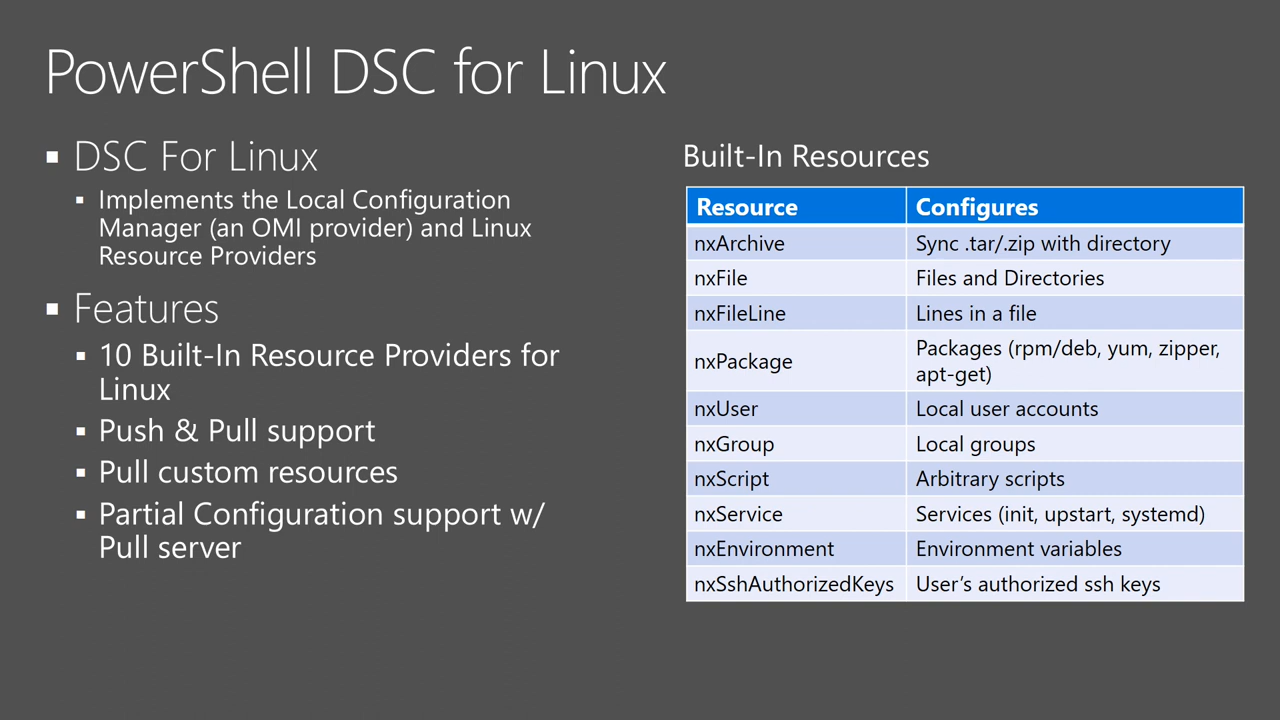 PowerShell DSC for Linux
DSC For Linux
Implements the Local Configuration
Manager (an OMI provider) and Linux
Resource Providers
Features
10 Built-In Resource Providers for
Linux
Push & Pull support
Pull custom resources
Partial Configuration support w/
Pull server
Built-In Resources
Resource Configures
nxArchive Sync .tar/.zip with directory
nxFile Files and Directories
nxFileLine Lines in a file
nxPackage Packages (rpm/deb, yum, zipper,
apt-get)
nxUser Local user accounts
nxGroup Local groups
nxScript Arbitrary scripts
nxService Services (init, upstart, systemd)
nxEnvironment Environment variables
nxSshAuthorizedKeys User’s authorized ssh keys